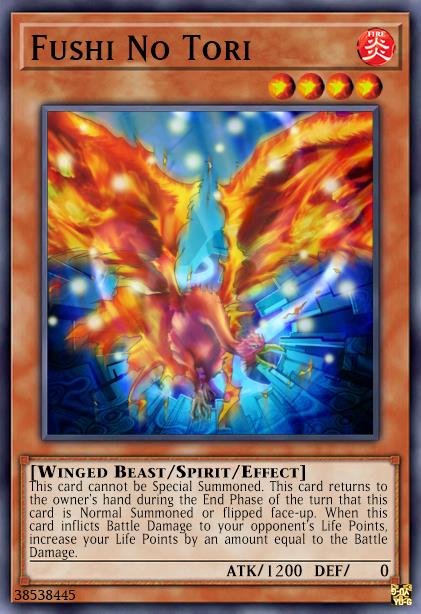 Fushi No Tori
FIRE
炎
[Winged Beast/Spirit/Effect]
This card cannot be Special Summoned. This card returns to
the owner's hand during the End Phase of the turn that this
card is Normal Summoned or flipped face-up. When this
card inflicts Battle Damage to your opponent's Life Points,
increase your Life Points by an amount equal to the Battle
Damage.
ATK/1200 DEF/ 0
38538445